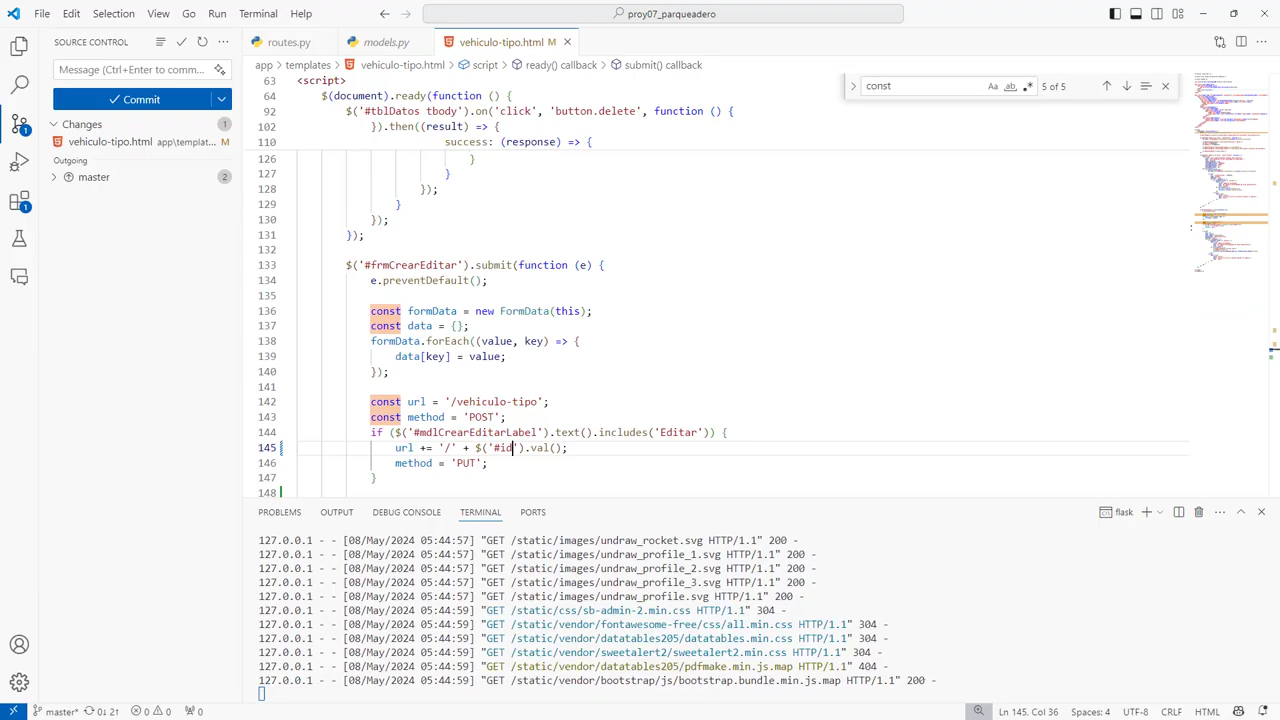 File Edit Selection View Go Run Terminal Help
proy07_parqueadero
SOURCE CONTROL
routes.py
models.py
vehiculo-tipo.html M
Message (Ctrl+Enter to comm...
app > templates > vehiculo-tipo.html > script > ready() callback > submit() callback
Commit
Changes 1
vehiculo-tipo.html app\templat... M
Outgoing
master 2
1
1
const
Aa ab .* 5 of 5
63 <script>
64 ment).ready(function () {
'#tblDatos tbody').on('c
, 'button'
, function () {
).then((result) => {
118 success: (response) =>
126 }
127
128 });
129 }
130 });
131
132
133 #frmCrearEditar').submit(function (e) {
134 e.preventDefault();
135
136 const formData = new FormData(this);
137 const data = {};
138 formData.forEach((value, key) => {
139 data[key] = value;
140 });
141
142 const url = '/vehiculo-tipo';
143 const method = 'POST';
144 if ($('#mdlCrearEditarLabel').text().includes('Editar')) {
145 url += '/' + $('#id').val();
146 method = 'PUT';
147 }
148
PROBLEMS OUTPUT DEBUG CONSOLE TERMINAL PORTS
flask
127.0.0.1 - - [08/May/2024 05:44:57] "GET /static/images/undraw_rocket.svg HTTP/1.1" 200 -
127.0.0.1 - - [08/May/2024 05:44:57] "GET /static/images/undraw_profile_1.svg HTTP/1.1" 200 -
127.0.0.1 - - [08/May/2024 05:44:57] "GET /static/images/undraw_profile_2.svg HTTP/1.1" 200 -
127.0.0.1 - - [08/May/2024 05:44:57] "GET /static/images/undraw_profile_3.svg HTTP/1.1" 200 -
127.0.0.1 - - [08/May/2024 05:44:57] "GET /static/images/undraw_profile.svg HTTP/1.1" 200 -
127.0.0.1 - - [08/May/2024 05:44:59] "GET /static/css/sb-admin-2.min.css HTTP/1.1" 304 -
127.0.0.1 - - [08/May/2024 05:44:59] "GET /static/vendor/fontawesome-free/css/all.min.css HTTP/1.1" 304 -
127.0.0.1 - - [08/May/2024 05:44:59] "GET /static/vendor/datatables205/datatables.min.css HTTP/1.1" 304 -
127.0.0.1 - - [08/May/2024 05:44:59] "GET /static/vendor/sweetalert2/sweetalert2.min.css HTTP/1.1" 304 -
127.0.0.1 - - [08/May/2024 05:44:59] "GET /static/vendor/datatables205/pdfmake.min.js.map HTTP/1.1" 404 -
127.0.0.1 - - [08/May/2024 05:44:59] "GET /static/vendor/bootstrap/js/bootstrap.bundle.min.js.map HTTP/1.1" 200 -
master* 0↓ 2↑ 0 0 0 Ln 145, Col 36 Spaces: 4 UTF-8 CRLF HTML